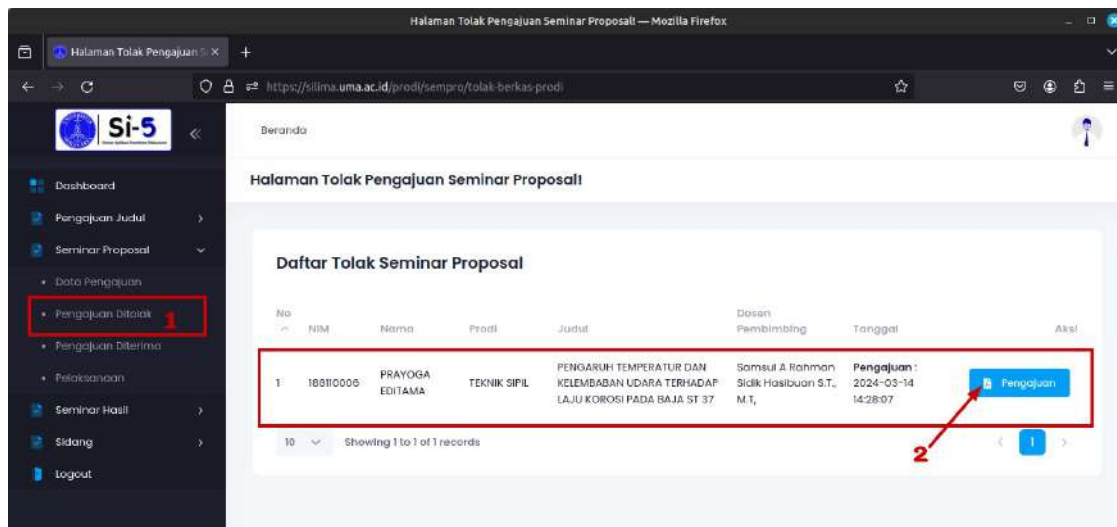 Halaman Tolak Pengajuan Seminar Proposal! — Mozilla Firefox
Halaman Tolak Pengajuan
https://silima.uma.ac.id/prodi/sempro/tolak-berkas-prodi
Si-5
Beranda
Halaman Tolak Pengajuan Seminar Proposal!
Dashboard
Pengajuan Judul
Seminar Proposal
Data Pengajuan
Pengajuan Ditolak
1
Pengajuan Diterima
Pelaksanaan
Seminar Hasil
Sidang
Logout
Daftar Tolak Seminar Proposal
No NIM Nama Prodi Judul Dosen Pembimbing Tanggal Aksi
1 188110006 PRAYOGA TEKNIK SIPIL PENGARUH TEMPERATUR DAN Samsul A Rahman Pengajuan : Pengajuan
EDITAMA KELEMBABAN UDARA TERHADAP Sidik Hasibuan S.T., 2024-03-14
LAJU KOROSI PADA BAJA ST 37 M.T, 14:28:07
10 Showing 1 to 1 of 1 records 1
2